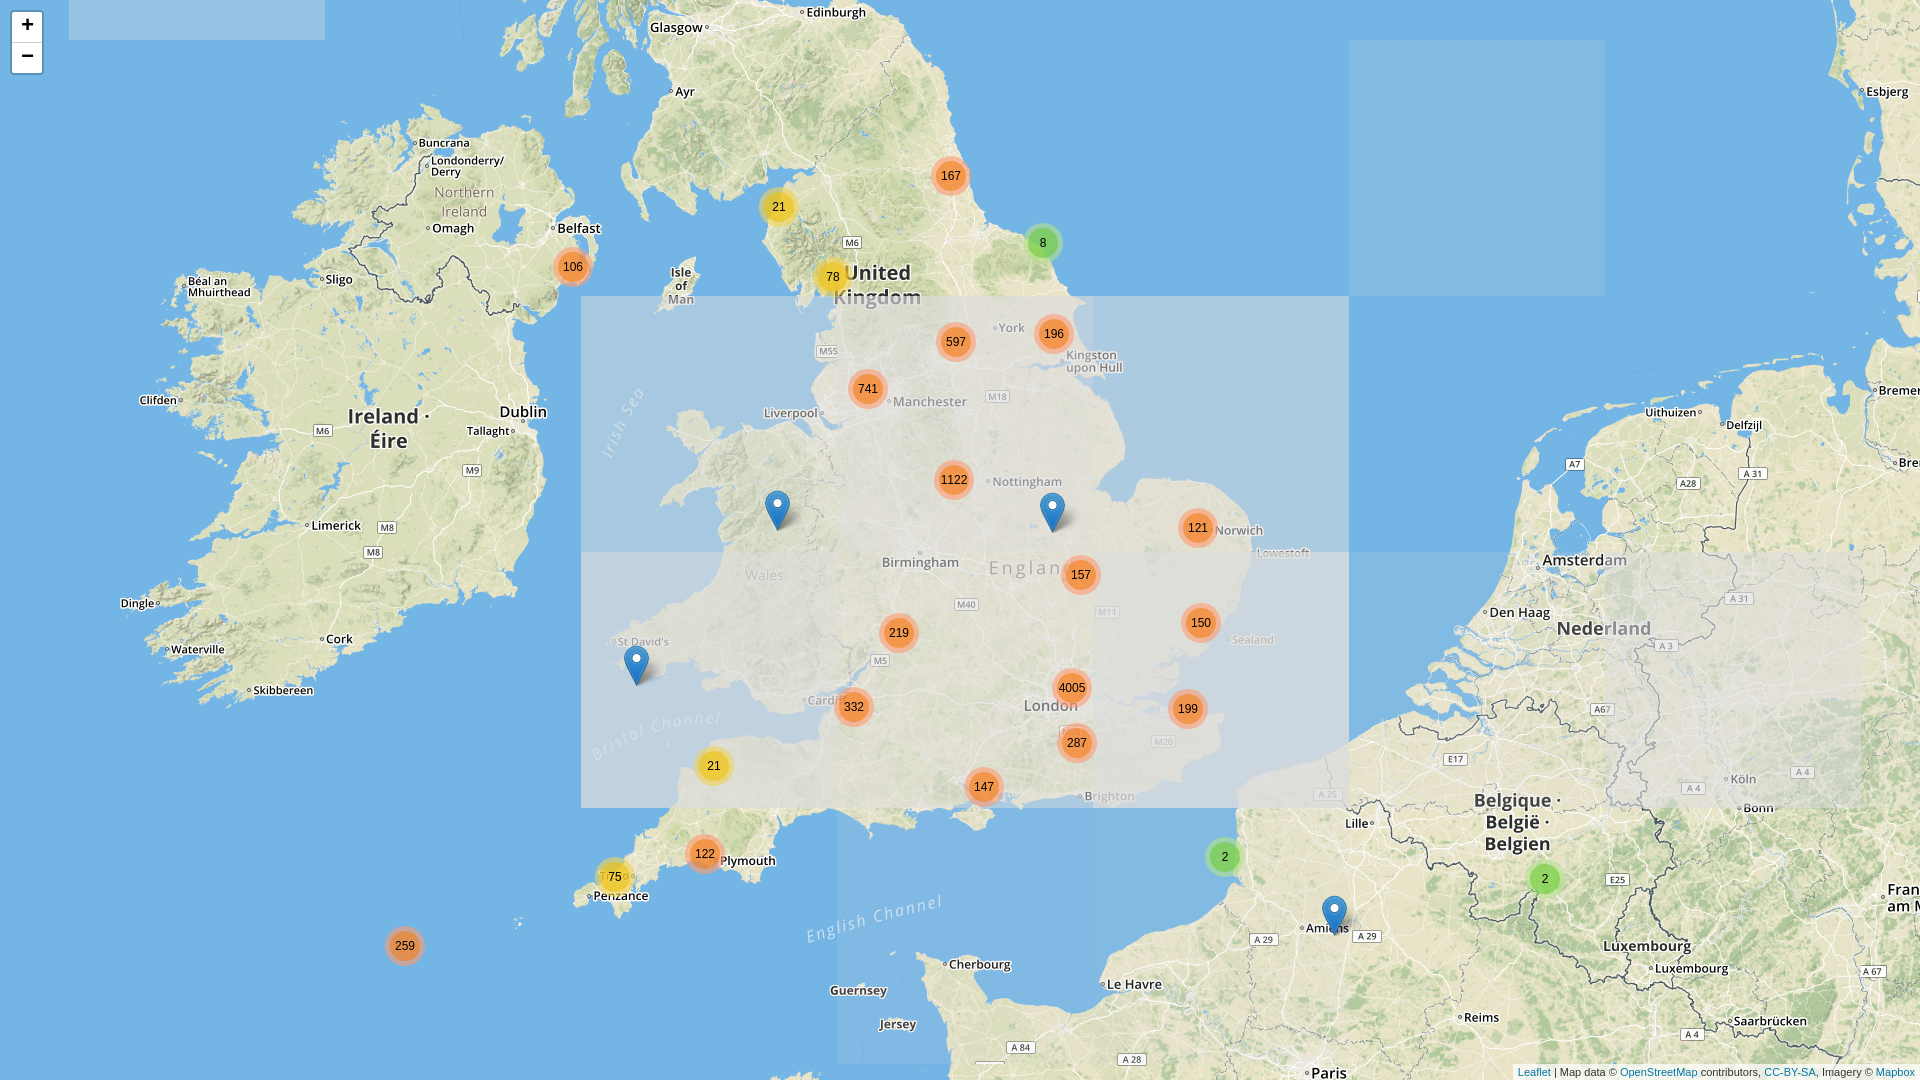 +
−
Edinburgh
Glasgow
Ayr
Esbjerg
Buncrana
Londonderry/
Derry
167
Northern
Ireland
21
Omagh
Belfast
M6
8
106
Isle
of
Man
78
United
Kingdom
Sligo
Béal an
Mhuirthead
York
196
597
M55
Kingston
upon Hull
741
Bremer
Clifden
M18
Manchester
Irish Sea
Ireland ·
Éire
Dublin
Liverpool
Uithuizen
Delfzijl
M6
Tallaght
A7
Bre
M9
1122
Nottingham
A 31
A28
Limerick
M8
121
Norwich
M8
Lowestoft
Birmingham
England
Amsterdam
157
Wales
Dingle
M40
M11
A 31
Den Haag
150
219
Nederland
Cork
St David's
Sealand
Waterville
M5
A 3
Skibbereen
4005
Cardiff
332
London
199
A67
Bristol Channel
287
M20
E17
21
Köln
A 4
147
A 4
Brighton
A 25
Belgique ·
België ·
Belgien
Bonn
Lille
122
Plymouth
2
75
Penzance
2
E25
Fran
am M
English Channel
Amiens
A 29
A 29
259
Luxembourg
Cherbourg
Luxembourg
A 67
Le Havre
Guernsey
Reims
Jersey
Saarbrücken
A 4
A 84
A 28
Paris
Leaflet | Map data © OpenStreetMap contributors, CC-BY-SA, Imagery © Mapbox